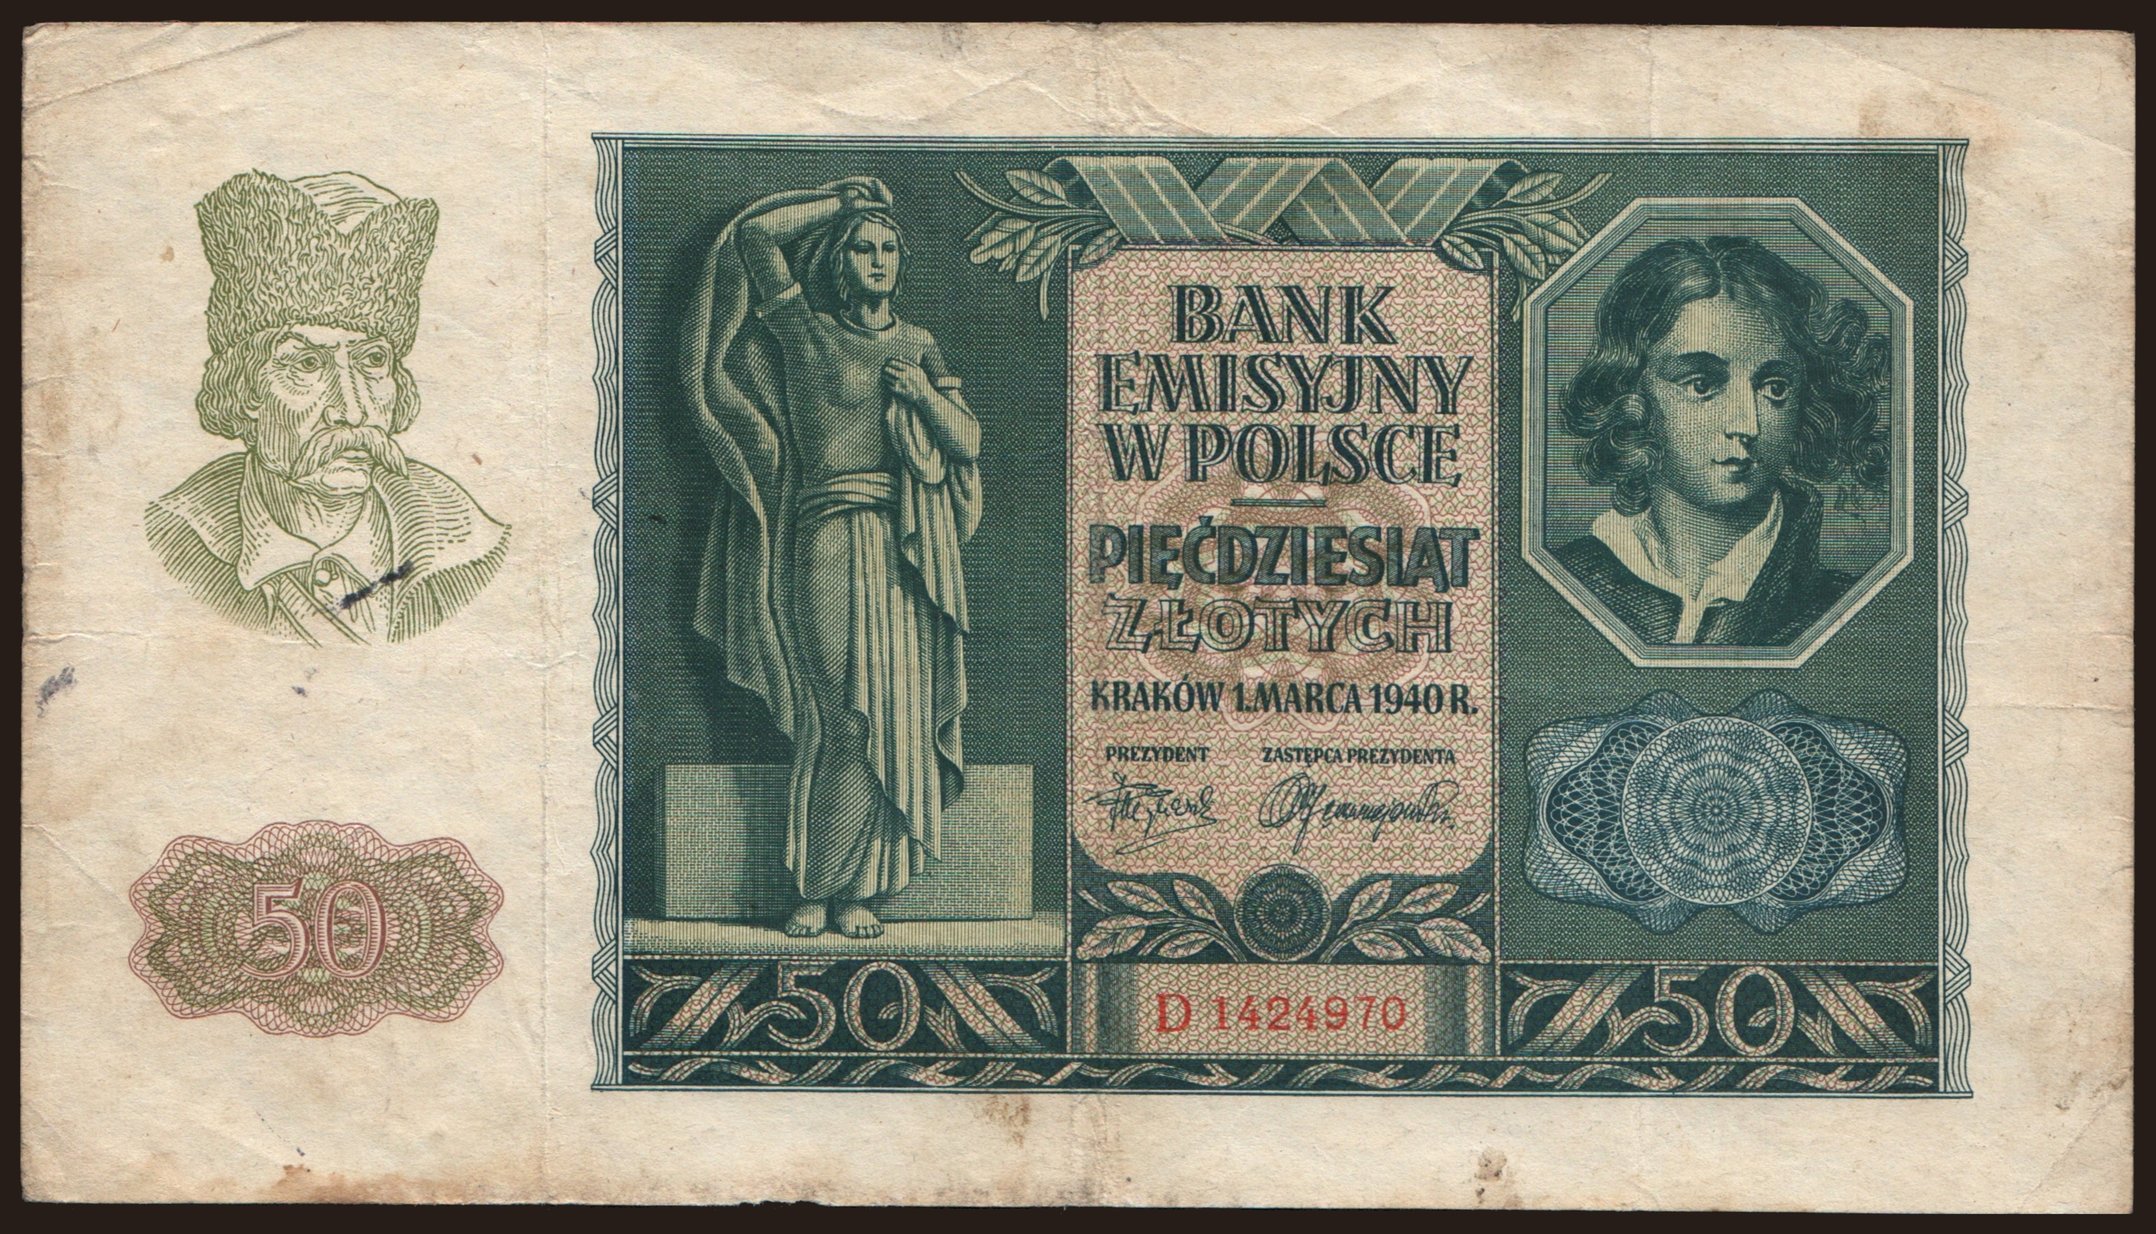 BANK
EMISYJNY
W POLSCE
PIĘĆDZIESIĄT
ZŁOTYCH
KRAKÓW 1. MARCA 1940 R.
PREZYDENT ZASTĘPCA PREZYDENTA
50
50
D 1424970
50